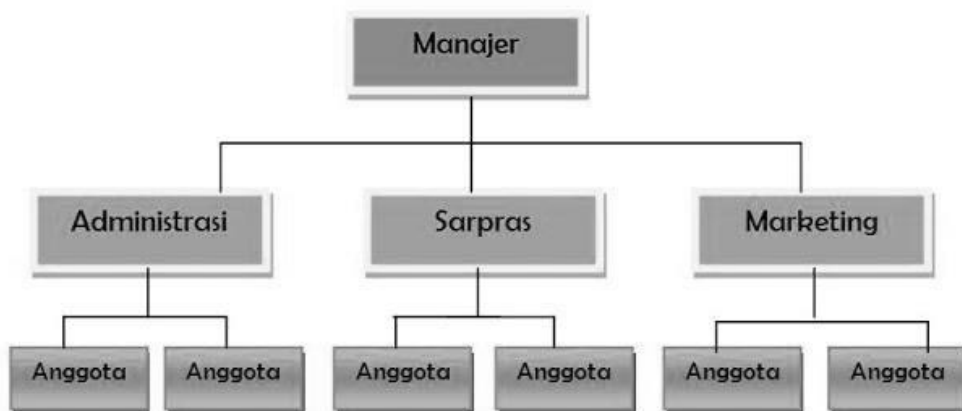 Manajer
Administrasi
Sarpras
Marketing
Anggota
Anggota
Anggota
Anggota
Anggota
Anggota